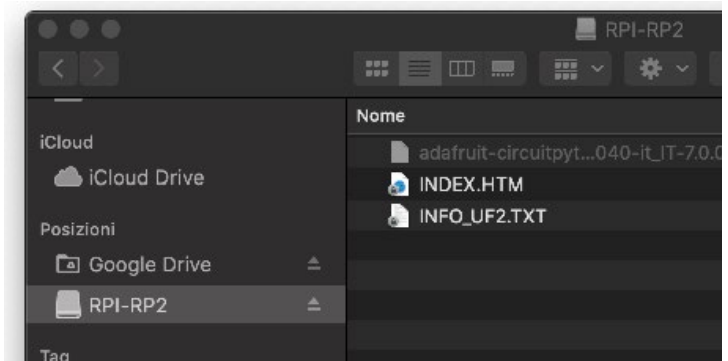 RPI-RP2
Nome
iCloud
adafruit-circuitpyt...040-it_IT-7.0.0
iCloud Drive
INDEX.HTM
INFO_UF2.TXT
Posizioni
Google Drive
RPI-RP2
Tag